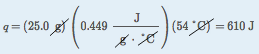 q = (25.0 g) (0.449 J / g · °C) (54 °C) = 610 J